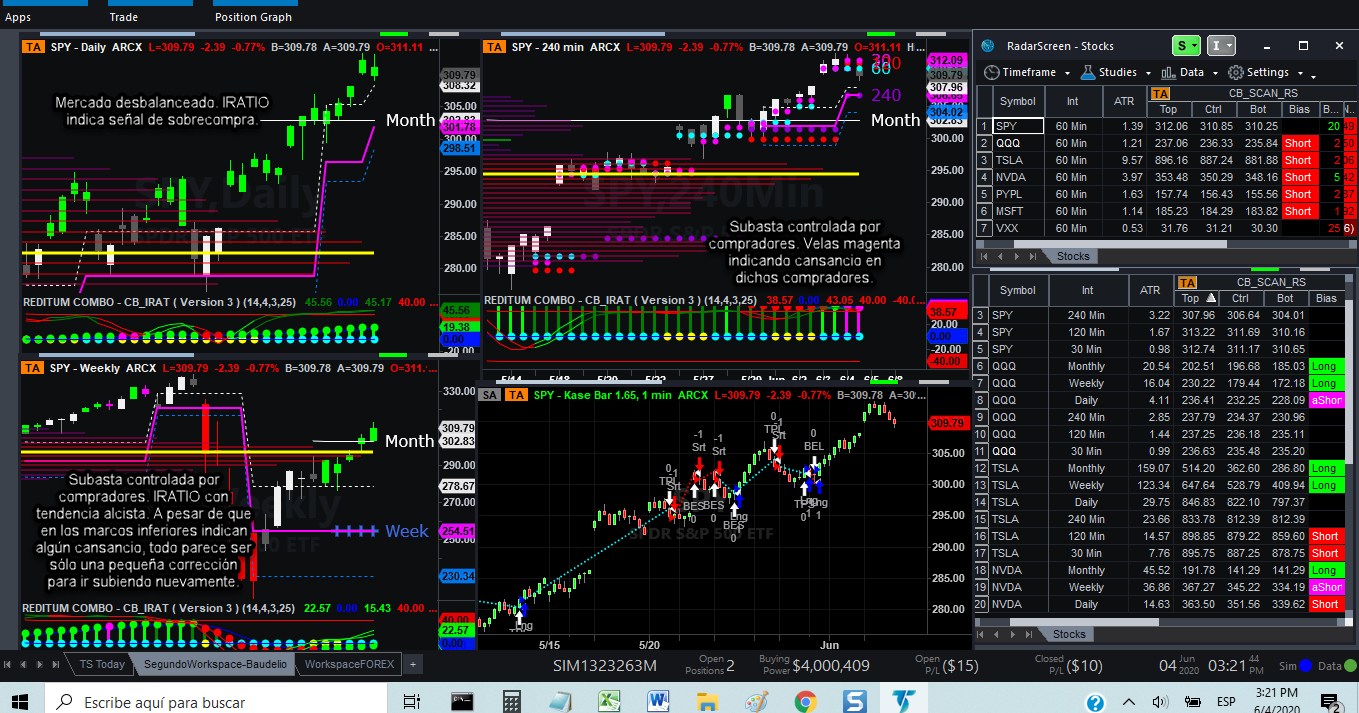 Apps Trade Position Graph
TA SPY - Daily ARCX L=309.79 -2.39 -0.77% B=309.78 A=309.79 O=311.11 ...
Mercado desbalanceado. IRATIO
indica señal de sobrecompra.
Month
309.79
308.32
305.00
302.83
301.78
300.00
298.51
295.00
290.00
285.00
280.00
SPY,Daily
REDITUM COMBO - CB_IRAT ( Version 3 ) (14,4,3,25) 45.56 0.00 45.17 40.00 ...
45.56
19.38
0.00
-20.00
TA SPY - Weekly ARCX L=309.79 -2.39 -0.77% B=309.78 A=309.79 O=311....
330.00
309.79
302.83
290.00
278.67
270.00
254.51
250.00
230.34
Month
Week
Subasta controlada por
compradores. IRATIO con
tendencia alcista. A pesar de que
en los marcos inferiores indican
algún cansancio, todo parece ser
sólo una pequeña corrección
para ir subiendo nuevamente.
REDITUM COMBO - CB_IRAT ( Version 3 ) (14,4,3,25) 22.57 0.00 15.43 40.00 ...
40.00
22.57
0.00
TA SPY - 240 min ARCX L=309.79 -2.39 -0.77% B=309.78 A=309.79 O=311.11 H...
60
240
Month
312.09
309.79
307.96
304.02
302.83
300.00
295.00
290.00
285.00
280.00
SPY,240Min
Subasta controlada por
compradores. Velas magenta
indicando cansancio en
dichos compradores.
REDITUM COMBO - CB_IRAT ( Version 3 ) (14,4,3,25) 38.57 0.00 43.05 40.00 -40.0...
38.57
20.00
0.00
-20.00
-40.00
5/14 5/18 5/20 5/22 5/27 5/29 Jun 6/2 6/3 6/4 6/5 6/8
SA TA SPY - Kase Bar 1.65, 1 min ARCX L=309.79 -2.39 -0.77% B=309.78 A=30...
309.79
305.00
300.00
295.00
290.00
285.00
280.00
SPDR S&P 500 ETF
5/15 5/20 Jun
RadarScreen - Stocks S I
Timeframe Studies Data Settings
Symbol Int ATR TA CB_SCAN_RS
Top Ctrl Bot Bias B... N..
1 SPY 60 Min 1.39 312.06 310.85 310.25 20
2 QQQ 60 Min 1.21 237.06 236.33 235.84 Short
3 TSLA 60 Min 9.57 896.16 887.24 881.88 Short
4 NVDA 60 Min 3.97 353.48 350.29 348.16 Short 5
5 PYPL 60 Min 1.63 157.74 156.43 155.56 Short
6 MSFT 60 Min 1.14 185.23 184.29 183.82 Short
7 VXX 60 Min 0.53 31.76 31.21 30.30 25
Stocks
Symbol Int ATR TA CB_SCAN_RS
Top Ctrl Bot Bias
3 SPY 240 Min 3.22 307.96 306.64 304.01
4 SPY 120 Min 1.67 313.22 311.69 310.16
5 SPY 30 Min 0.98 312.74 311.17 310.65
6 QQQ Monthly 20.54 202.51 196.68 185.03 Long
7 QQQ Weekly 16.04 230.22 179.44 172.18 Long
8 QQQ Daily 4.11 236.41 232.25 228.09 aShor
9 QQQ 240 Min 2.85 237.79 234.37 230.96
10 QQQ 120 Min 1.44 237.25 236.18 235.11
11 QQQ 30 Min 0.99 236.63 235.48 235.20
12 TSLA Monthly 159.07 514.20 362.60 286.80 Long
13 TSLA Weekly 123.34 647.64 528.79 409.94 Long
14 TSLA Daily 29.75 846.83 822.10 797.37
15 TSLA 240 Min 23.66 833.78 812.39 812.39
16 TSLA 120 Min 14.57 898.85 879.22 859.60 Short
17 TSLA 30 Min 7.76 895.75 887.25 878.75 Short
18 NVDA Monthly 45.52 191.78 141.29 141.29 Long
19 NVDA Weekly 36.86 367.27 345.22 334.19 aShor
20 NVDA Daily 14.63 363.50 351.56 339.62 Short
Stocks
TS Today SegundoWorkspace-Baudelio WorkspaceFOREX +
SIM1323263M Open Positions 2 Buying Power $4,000,409 Open P/L ($15) Closed P/L ($10) 04 Jun 2020 03:21 44 PM Sim Data
Escribe aquí para buscar
ESP 3:21 PM
6/4/2020 2